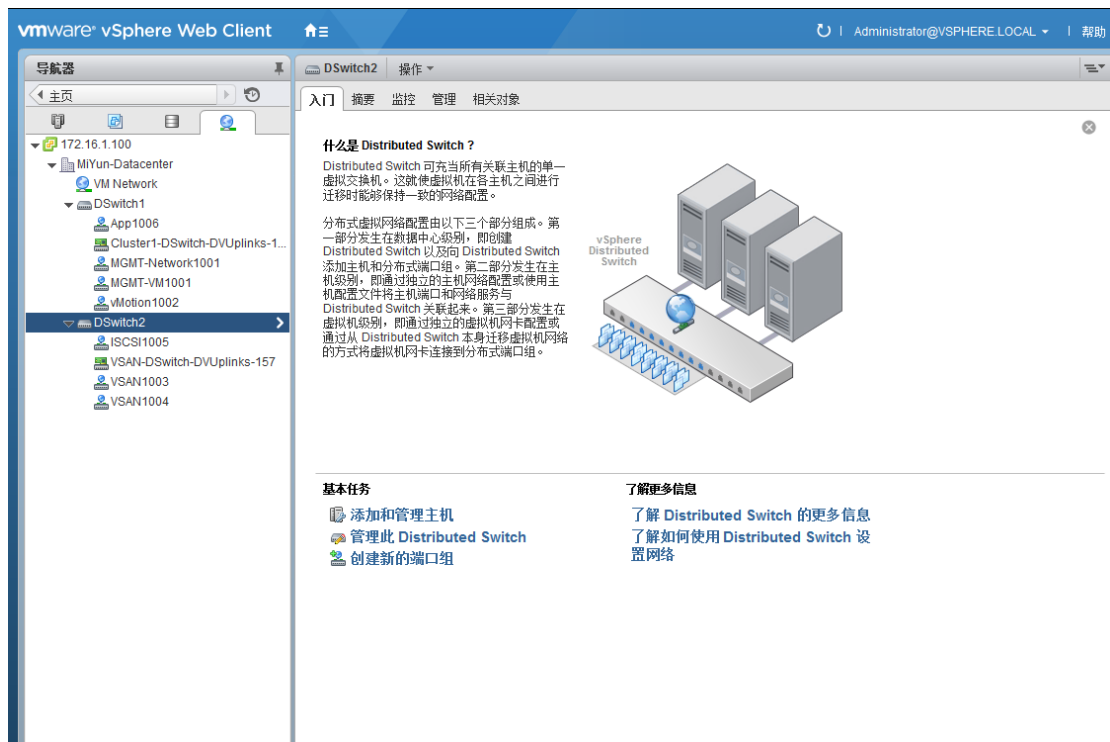 vmware® vSphere Web Client
Administrator@VSPHERE.LOCAL
帮助
导航器
主页
172.16.1.100
MiYun-Datacenter
VM Network
DSwitch1
App1006
Cluster1-DSwitch-DVUplinks-1...
MGMT-Network1001
MGMT-VM1001
vMotion1002
DSwitch2
ISCSI1005
VSAN-DSwitch-DVUplinks-157
VSAN1003
VSAN1004
DSwitch2 操作
入门 摘要 监控 管理 相关对象
什么是 Distributed Switch？
Distributed Switch 可充当所有关联主机的单一
虚拟交换机。这就使虚拟机在各主机之间进行
迁移时能够保持一致的网络配置。
分布式虚拟网络配置由以下三个部分组成。第
一部分发生在数据中心级别，即创建
Distributed Switch 以及向 Distributed Switch
添加主机和分布式端口组。第二部分发生在主
机级别，即通过独立的主机网络配置或使用主
机配置文件将主机端口和网络服务与
Distributed Switch 关联起来。第三部分发生在
虚拟机级别，即通过独立的虚拟机网卡配置或
通过从 Distributed Switch 本身迁移虚拟机网络
的方式将虚拟机网卡连接到分布式端口组。
vSphere
Distributed
Switch
基本任务
添加和管理主机
管理此 Distributed Switch
创建新的端口组
了解更多信息
了解 Distributed Switch 的更多信息
了解如何使用 Distributed Switch 设
置网络